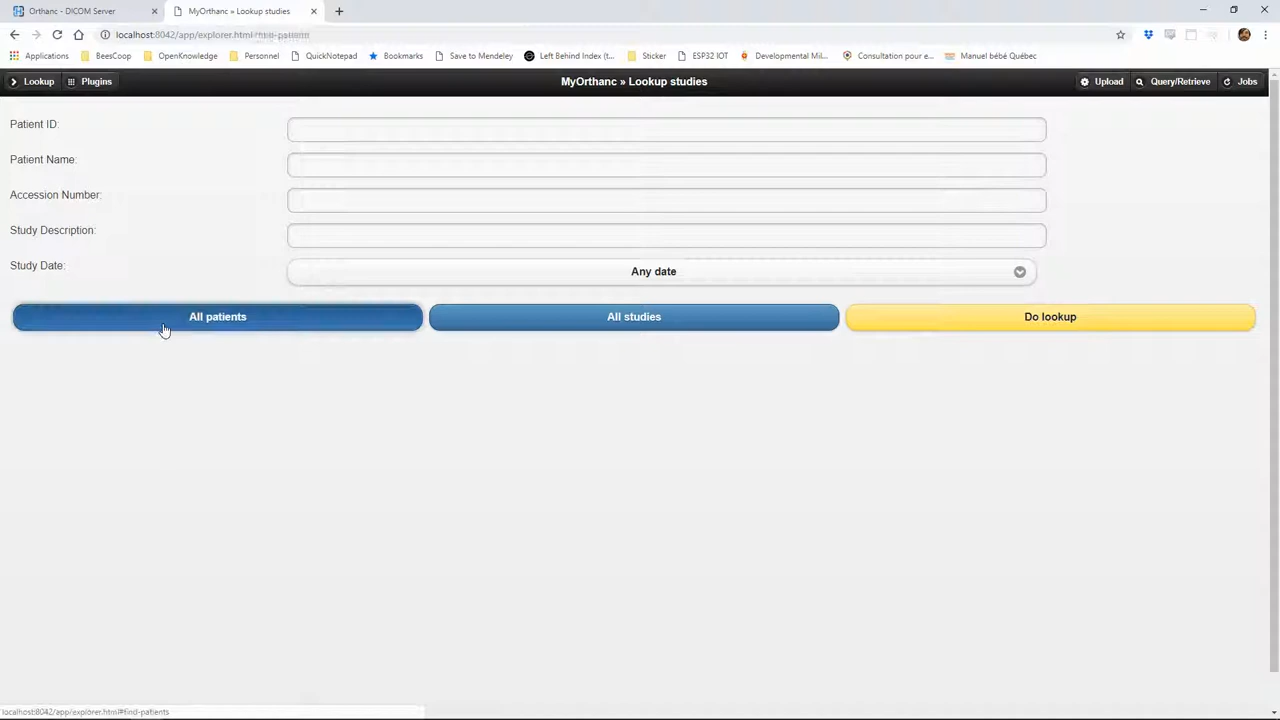 Orthanc - DICOM Server
MyOrthanc » Lookup studies
localhost:8042/app/explorer.html#find-patients
Applications BeesCoop OpenKnowledge Personnel QuickNotepad Bookmarks Save to Mendeley Left Behind Index (t... Sticker ESP32 IOT Developmental Mil... Consultation pour e... Manuel bébé Québec
Lookup Plugins MyOrthanc » Lookup studies Upload Query/Retrieve Jobs
Patient ID:
Patient Name:
Accession Number:
Study Description:
Study Date: Any date
All patients All studies Do lookup
localhost:8042/app/explorer.html#find-patients